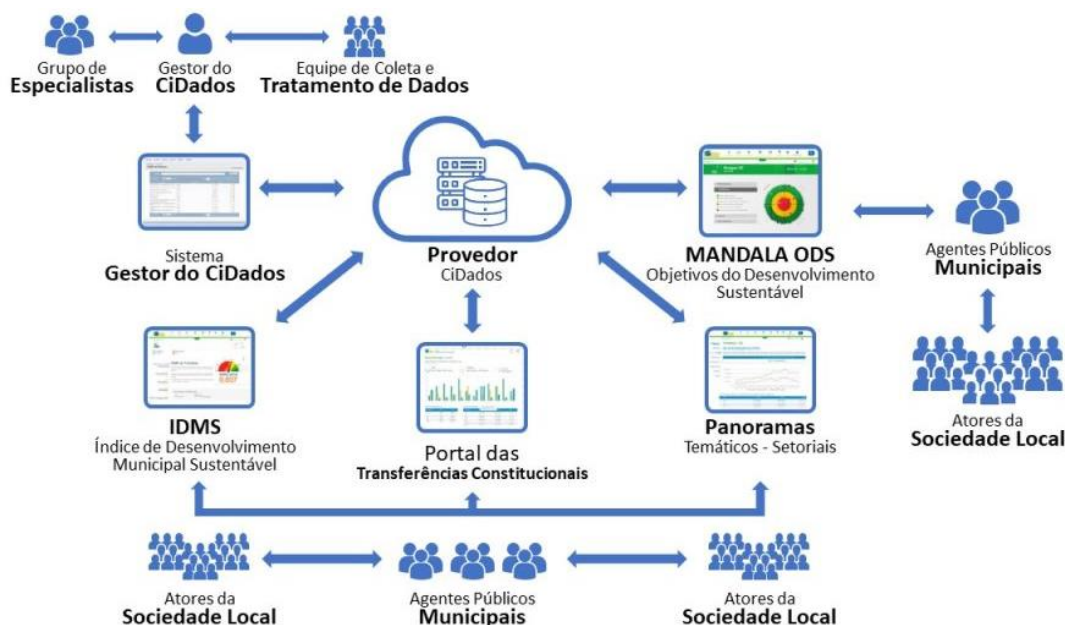 Grupo de
Especialistas
Gestor do
CiDados
Equipe de Coleta e
Tratamento de Dados
Sistema
Gestor do CiDados
Provedor
CiDados
MANDALA ODS
Objetivos do Desenvolvimento
Sustentável
Agentes Públicos
Municipais
Atores da
Sociedade Local
IDMS
Índice de Desenvolvimento
Municipal Sustentável
Portal das
Transferências Constitucionais
Panoramas
Temáticos - Setoriais
Atores da
Sociedade Local
Agentes Públicos
Municipais
Atores da
Sociedade Local